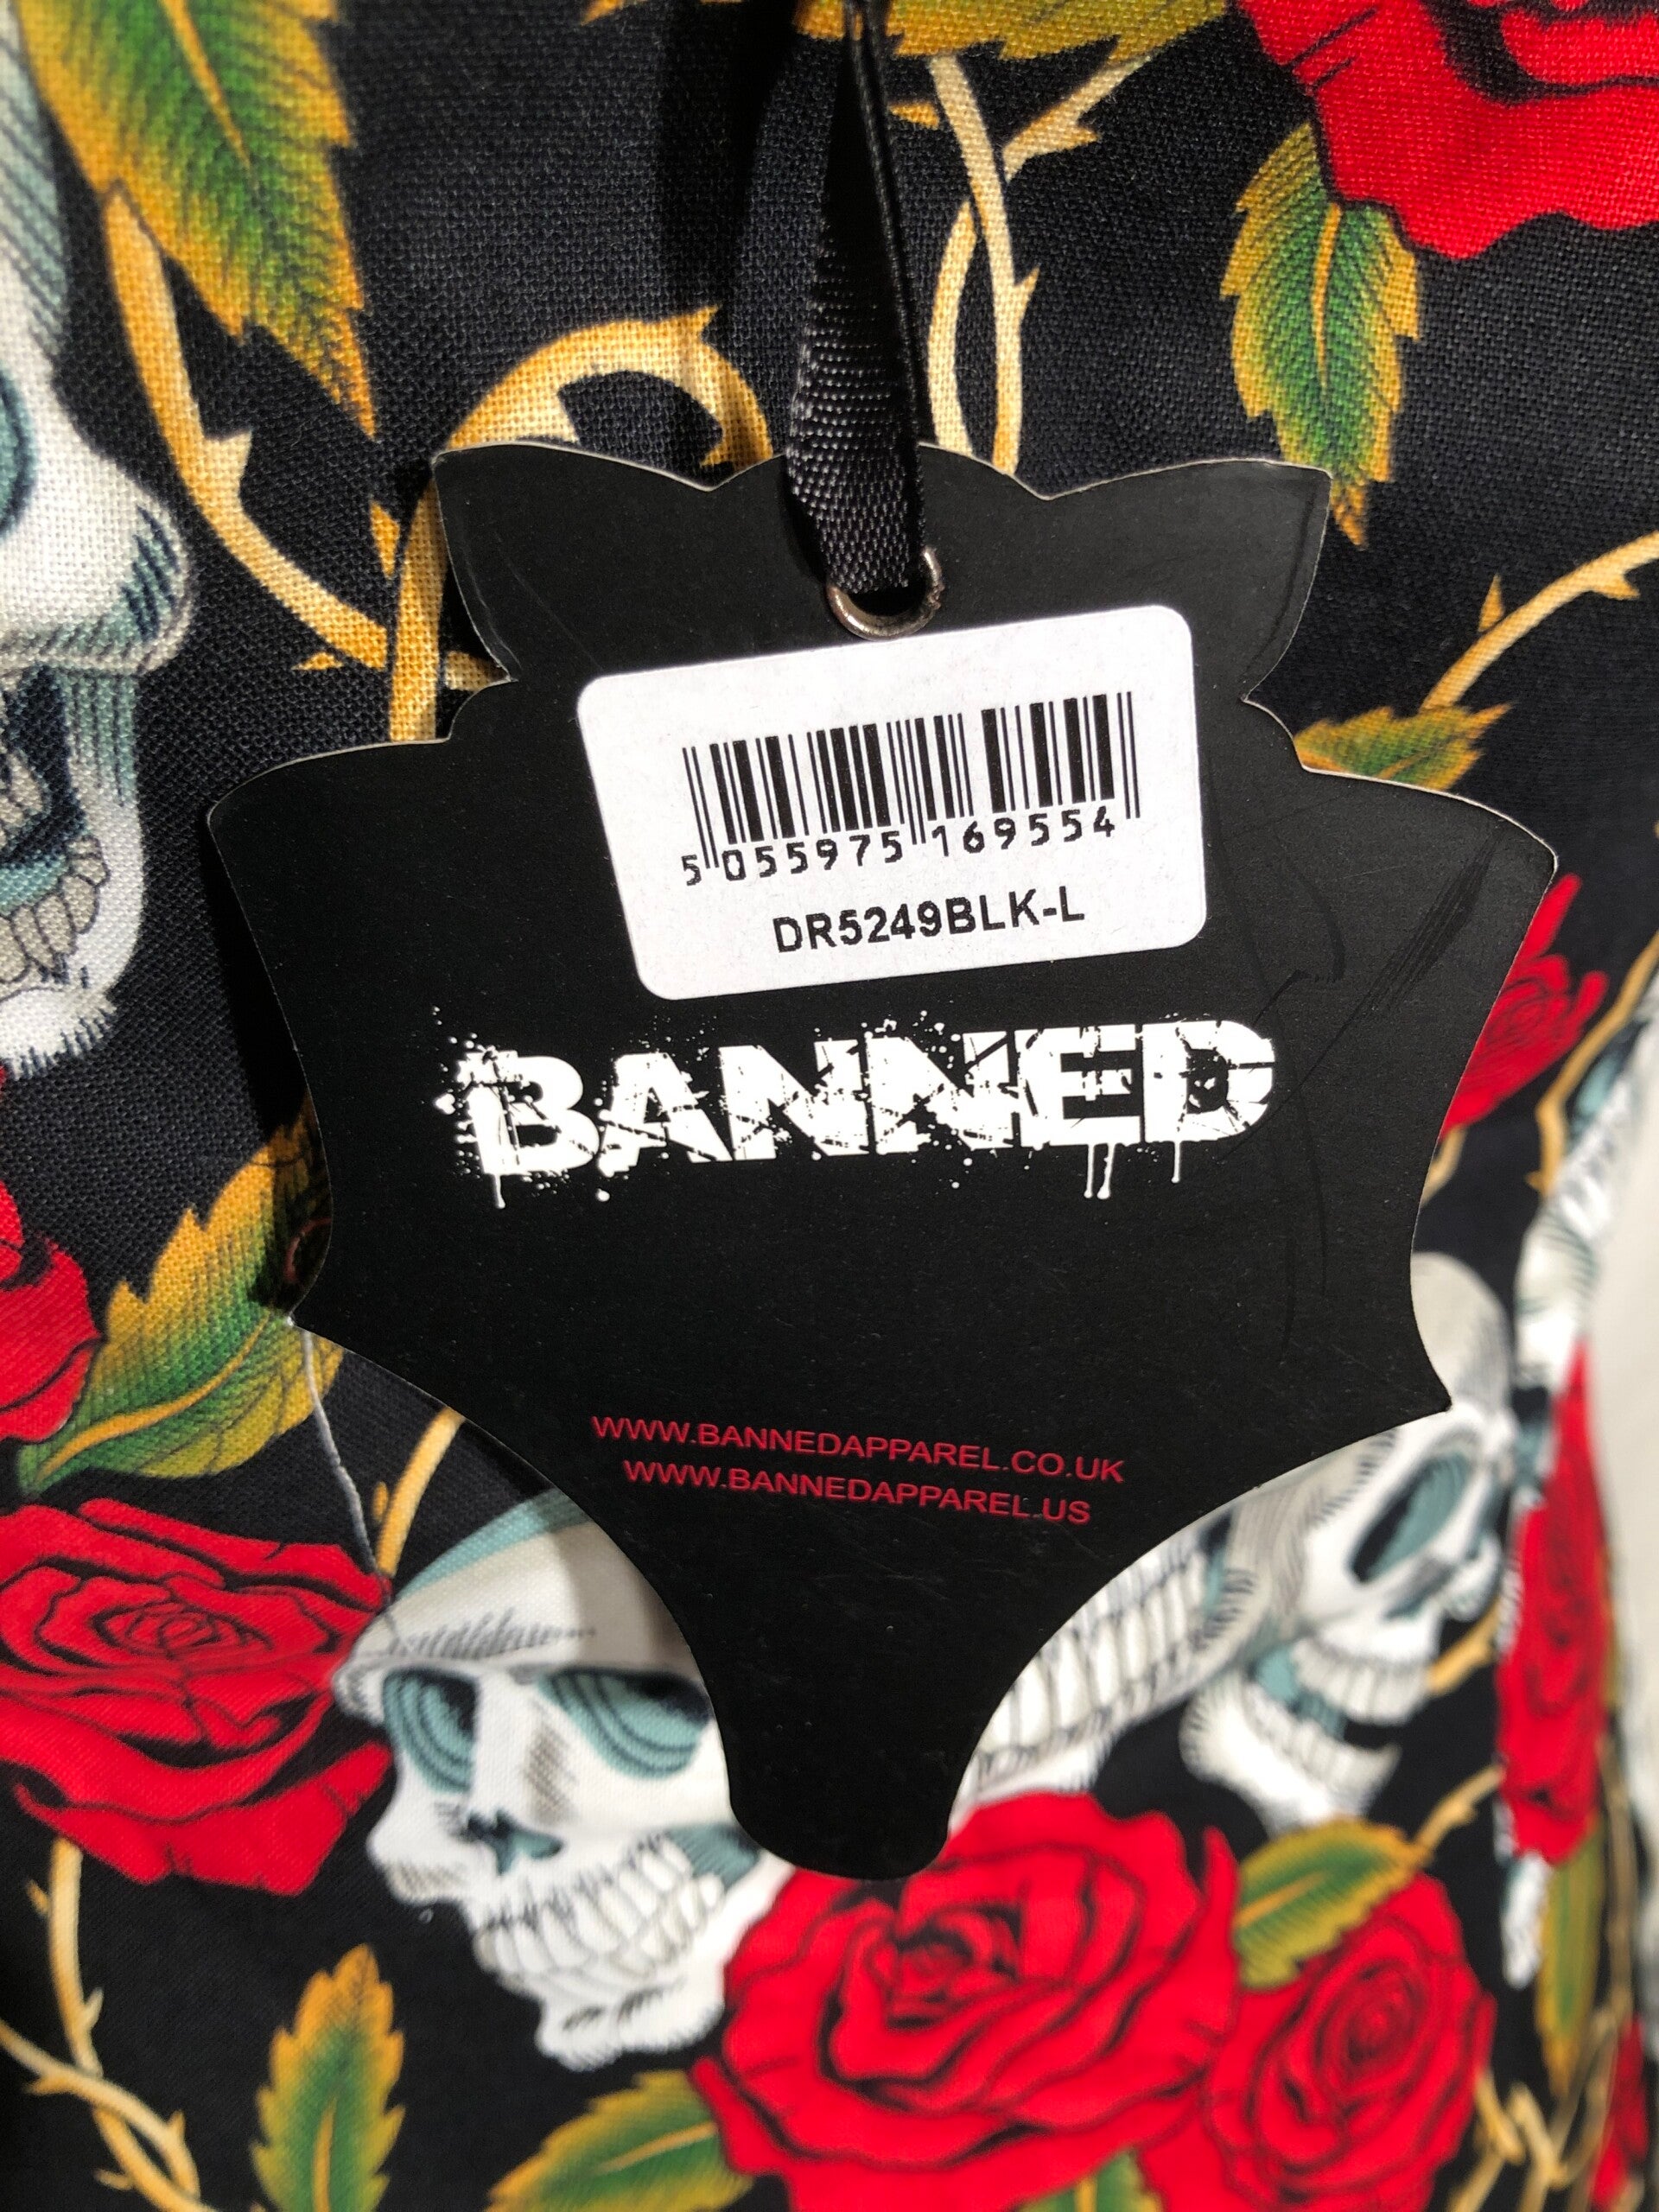 5 055975 169554
DR5249BLK-L
BANNED
WWW.BANNEDAPPAREL.CO.UK
WWW.BANNEDAPPAREL.US